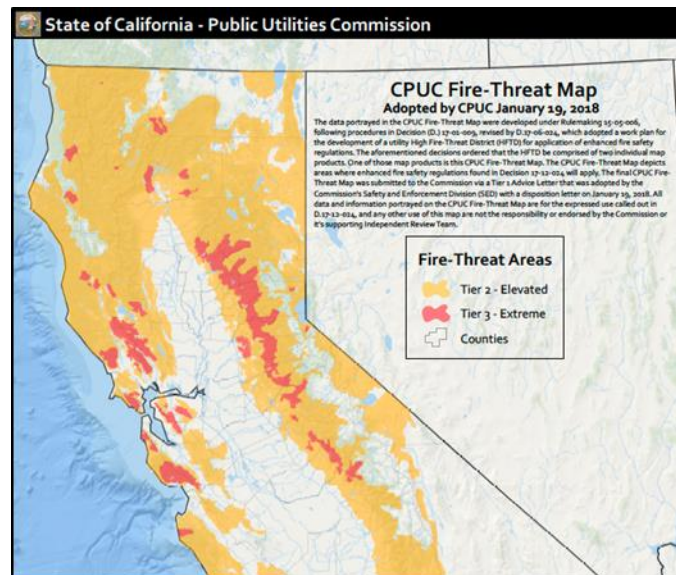 State of California - Public Utilities Commission
CPUC Fire-Threat Map
Adopted by CPUC January 19, 2018
The data portrayed in the CPUC Fire-Threat Map were developed under Rulemaking 15-05-006,
following procedures in Decision (D.) 17-01-009, revised by D.17-06-024, which adopted a work plan for
the development of a utility High Fire-Threat District (HFTD) for application of enhanced fire safety
regulations. The aforementioned decisions ordered that the HFTD be comprised of two individual map
products. One of those map products is this CPUC Fire-Threat Map. The CPUC Fire-Threat Map depicts
areas where enhanced fire safety regulations found in Decision 17-12-024 will apply. The final CPUC Fire-
Threat Map was submitted to the Commission via a Tier 1 Advice Letter that was adopted by the
Commission's Safety and Enforcement Division (SED) with a disposition letter on January 19, 2018. All
data and information portrayed on the CPUC Fire-Threat Map are for the expressed use called out in
D.17-12-024, and any other use of this map are not the responsibility or endorsed by the Commission or
it's supporting Independent Review Team.
Fire-Threat Areas
Tier 2 - Elevated
Tier 3 - Extreme
Counties